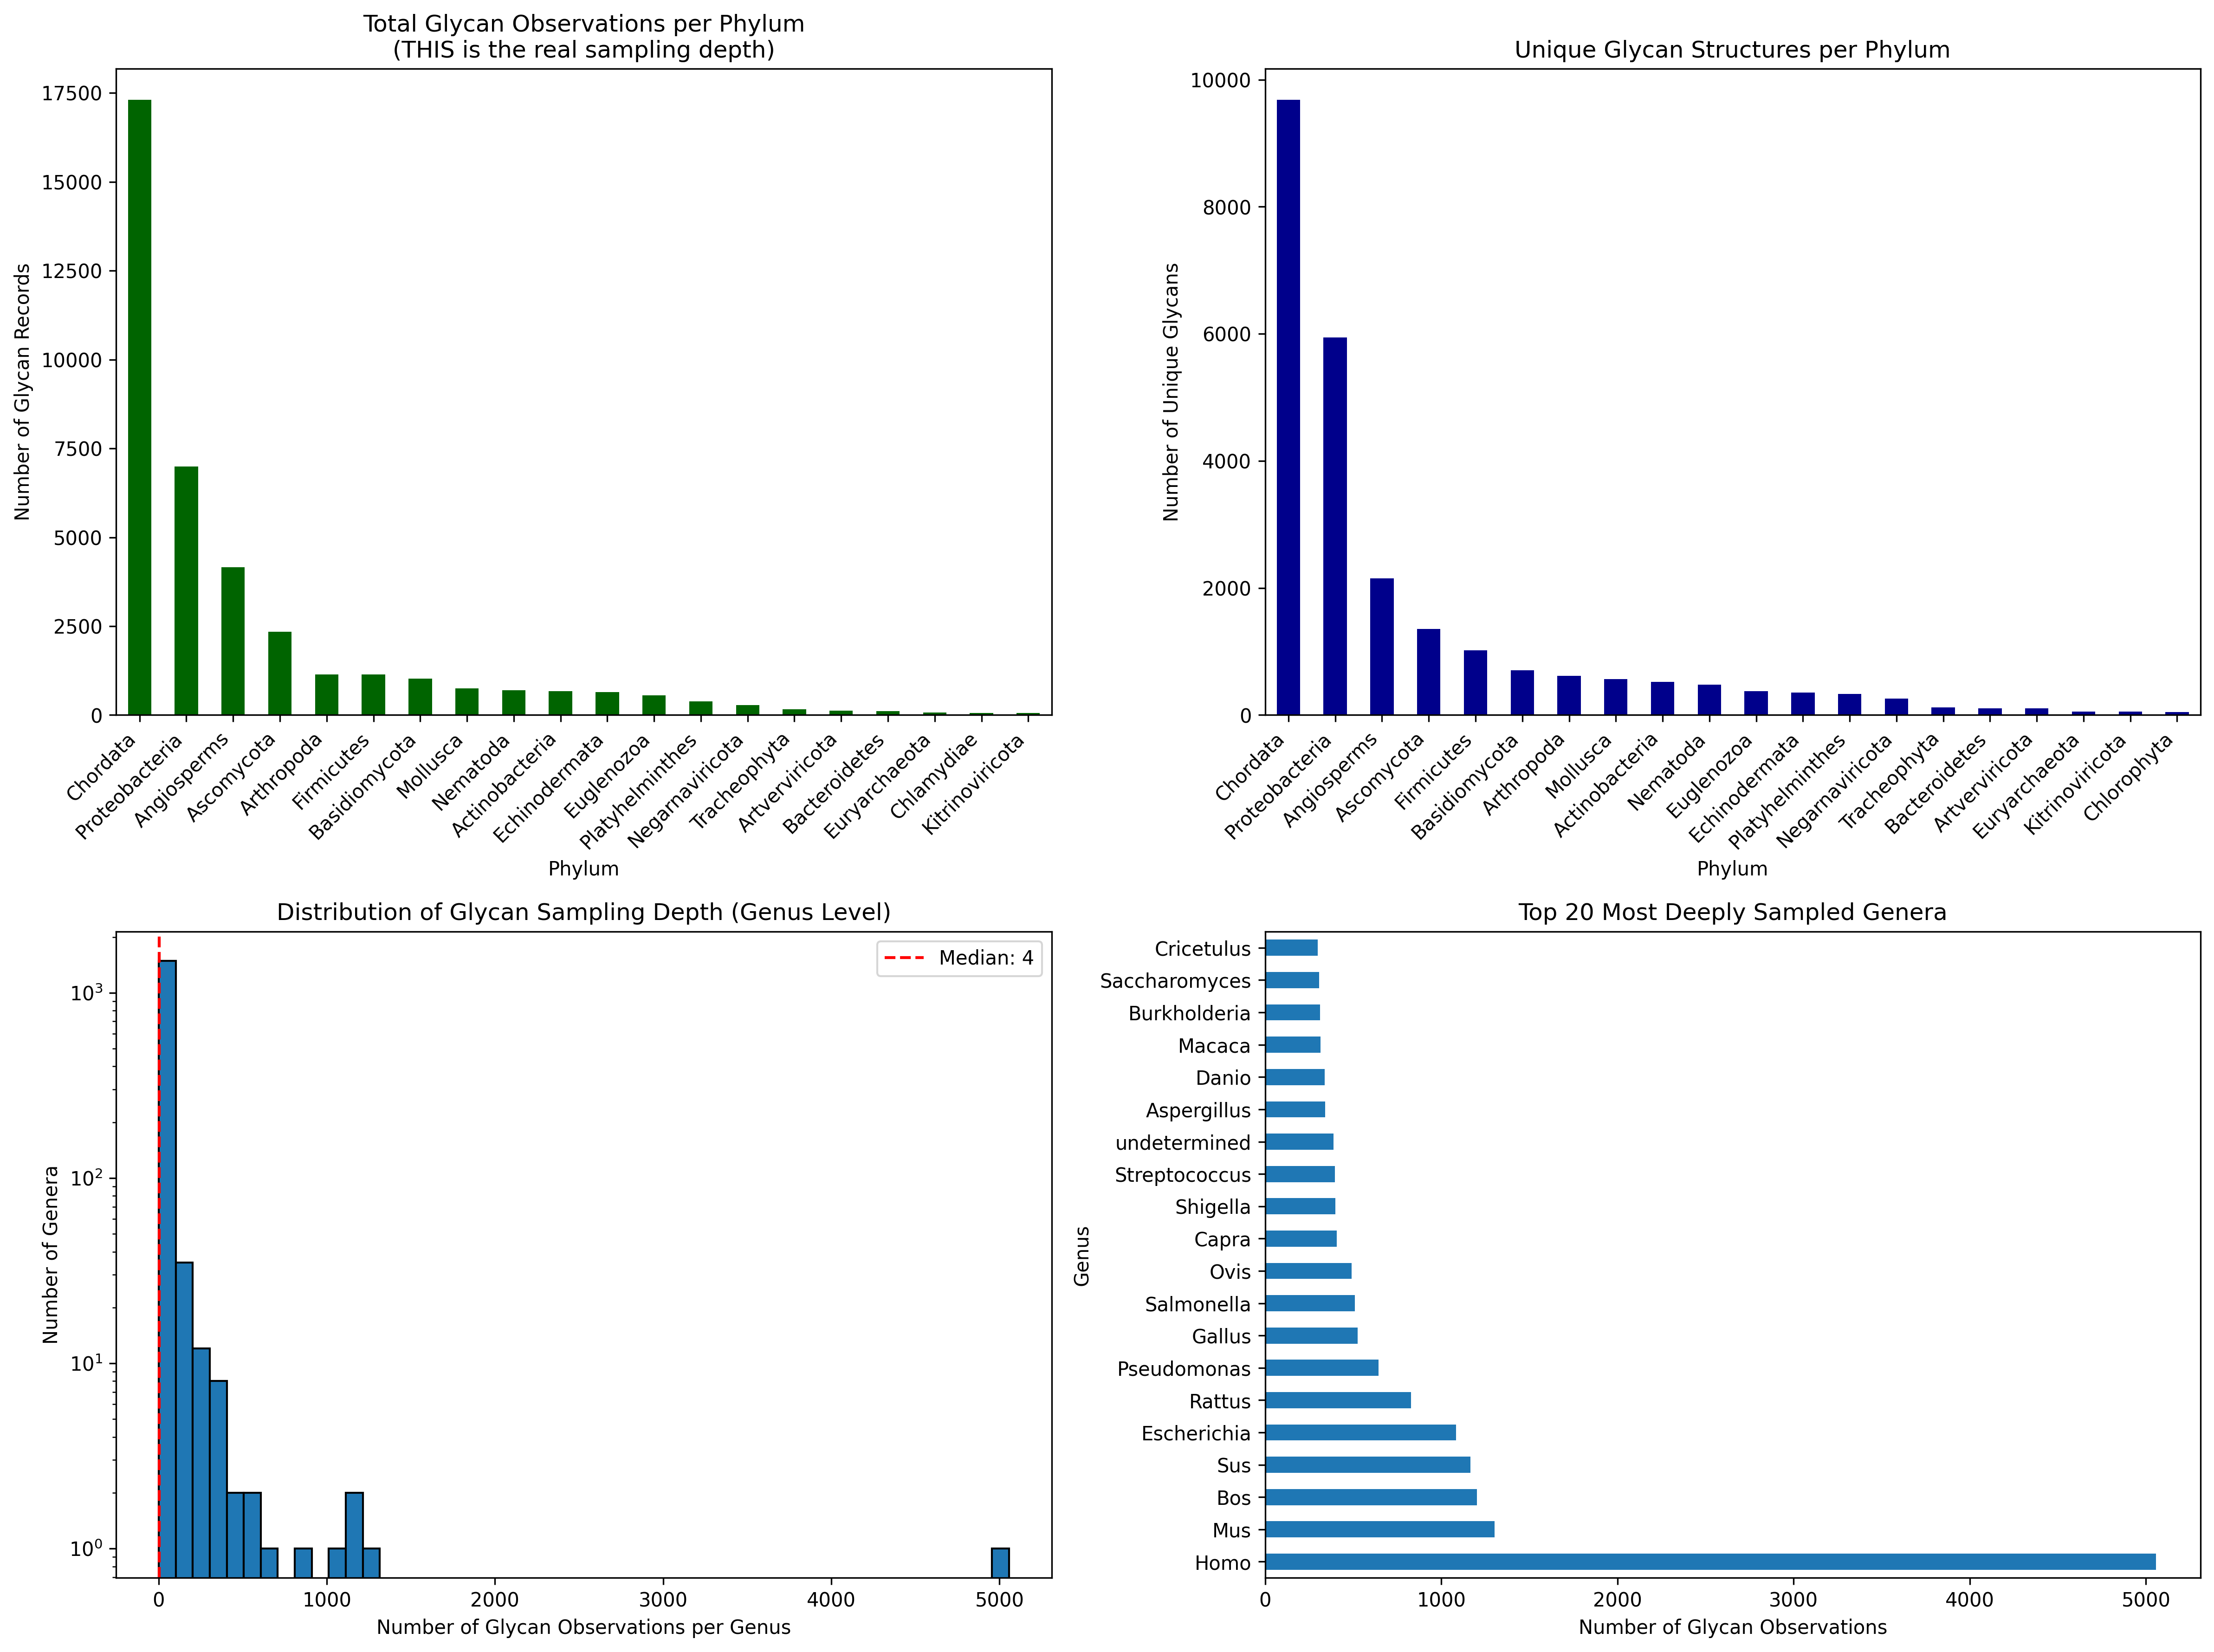 Total Glycan Observations per Phylum
(THIS is the real sampling depth)
Number of Glycan Records
17500
15000
12500
10000
7500
5000
2500
0
Chordata
Proteobacteria
Angiosperms
Ascomycota
Arthropoda
Firmicutes
Basidiomycota
Mollusca
Nematoda
Actinobacteria
Echinodermata
Euglenozoa
Platyhelminthes
Negarnaviricota
Tracheophyta
Artverviricota
Bacteroidetes
Euryarchaeota
Chlamydiae
Kitrinoviricota
Phylum
Unique Glycan Structures per Phylum
Number of Unique Glycans
10000
8000
6000
4000
2000
0
Chordata
Proteobacteria
Angiosperms
Ascomycota
Firmicutes
Basidiomycota
Arthropoda
Mollusca
Actinobacteria
Nematoda
Euglenozoa
Echinodermata
Platyhelminthes
Negarnaviricota
Tracheophyta
Bacteroidetes
Artverviricota
Euryarchaeota
Kitrinoviricota
Chlorophyta
Phylum
Distribution of Glycan Sampling Depth (Genus Level)
Number of Genera
10³
10²
10¹
10⁰
Median: 4
0 1000 2000 3000 4000 5000
Number of Glycan Observations per Genus
Top 20 Most Deeply Sampled Genera
Genus
Cricetulus
Saccharomyces
Burkholderia
Macaca
Danio
Aspergillus
undetermined
Streptococcus
Shigella
Capra
Ovis
Salmonella
Gallus
Pseudomonas
Rattus
Escherichia
Sus
Bos
Mus
Homo
0 1000 2000 3000 4000 5000
Number of Glycan Observations